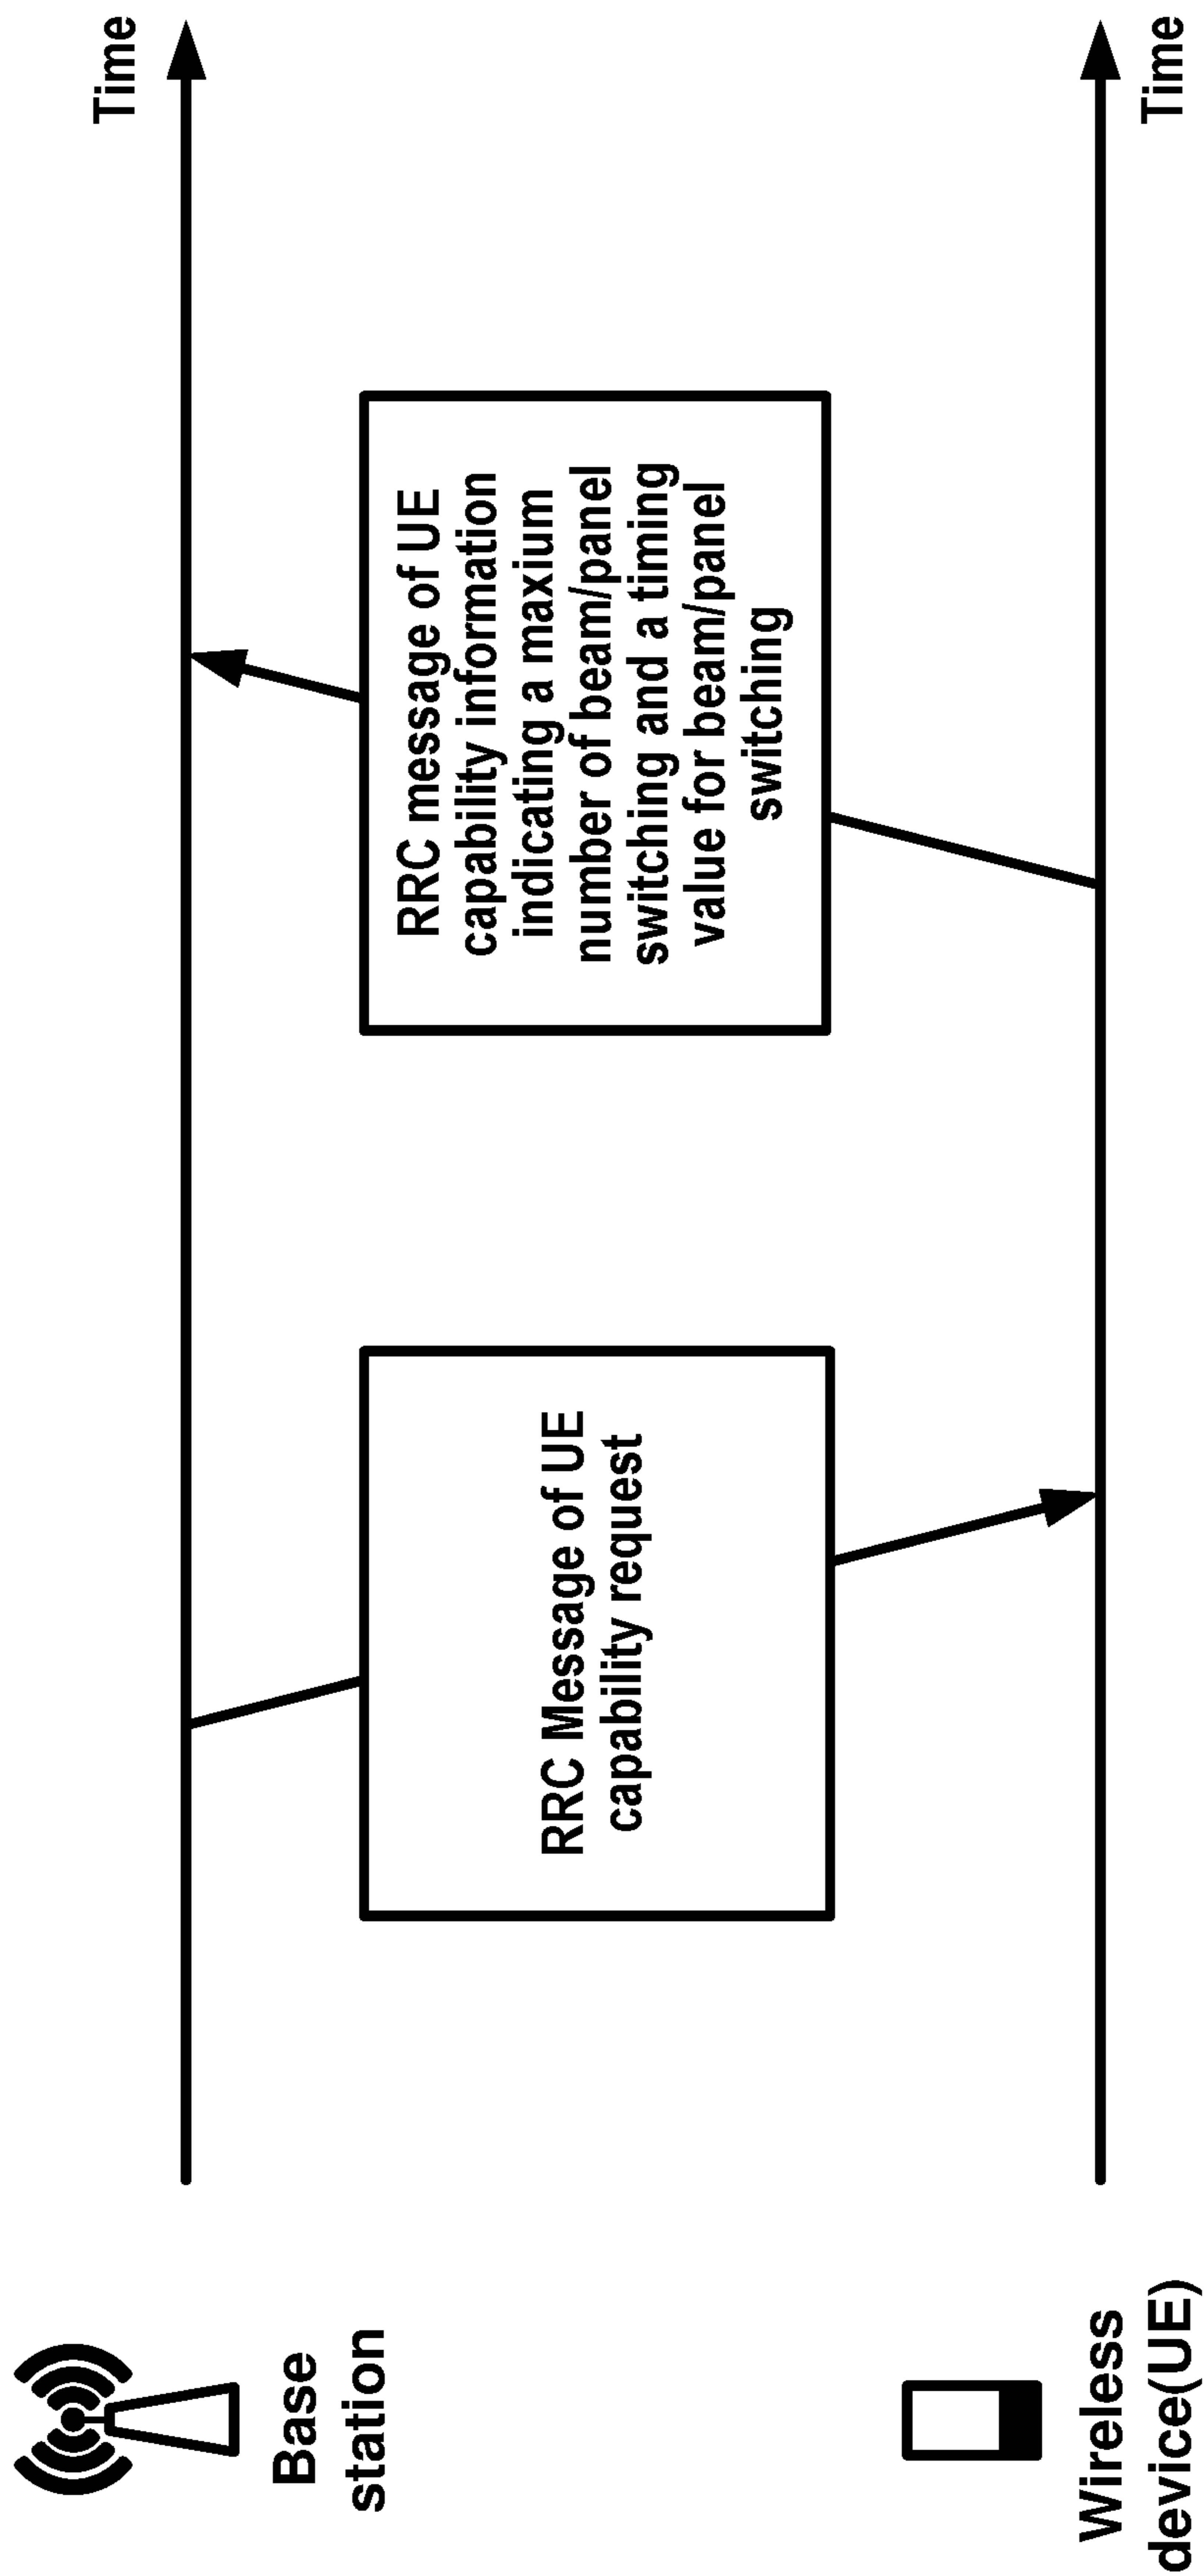 Base
station
Time
RRC Message of UE
capability request
RRC message of UE
capability information
indicating a maxium
number of beam/panel
switching and a timing
value for beam/panel
switching
Wireless
device(UE)
Time